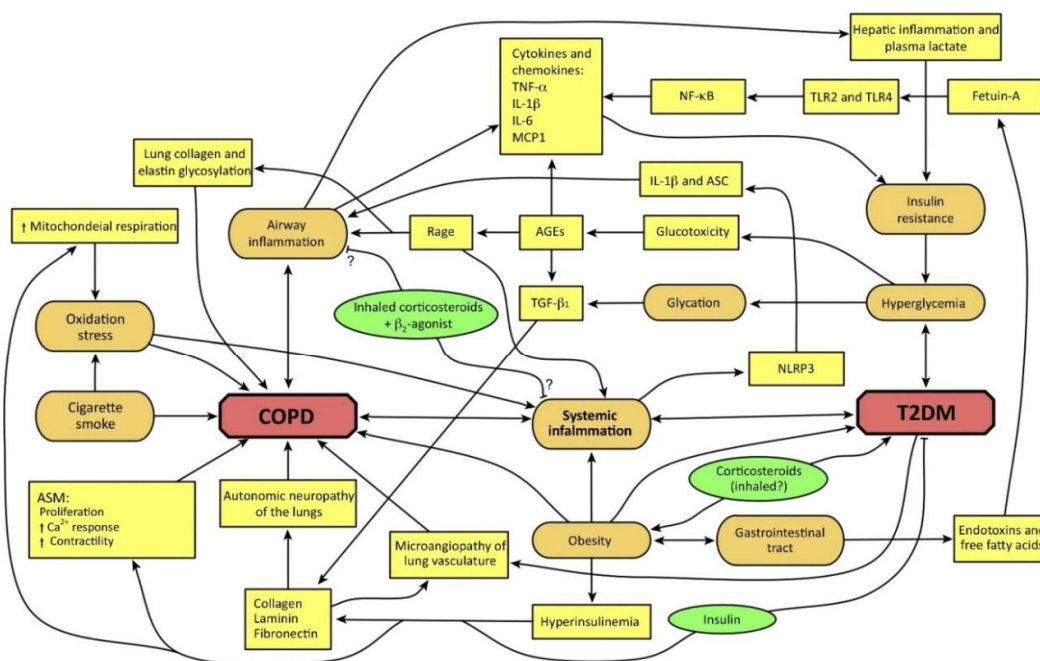 Hepatic inflammation and
plasma lactate
Cytokines
and
chemokines:
TNF-α
IL-1β
IL-6
MCP1
NF-κB
TLR2 and TLR4
Fetuin-A
Lung collagen and
elastin glycosylation
IL-1β and ASC
Insulin
resistance
↑ Mitochondeial respiration
Airway
inflammation
Rage
AGEs
Glucotoxicity
?
Inhaled corticosteroids
+ β₂-agonist
TGF-β₁
Glycation
Hyperglycemia
Oxidation
stress
NLRP3
?
Cigarette
smoke
COPD
Systemic
infalmmation
T2DM
Corticosteroids
(inhaled?)
ASM:
Proliferation
↑ Ca²⁺ response
↑ Contractility
Autonomic neuropathy
of the lungs
Microangiopathy of
lung vasculature
Obesity
Gastrointestinal
tract
Endotoxins and
free fatty acids
Collagen
Laminin
Fibronectin
Hyperinsulinemia
Insulin